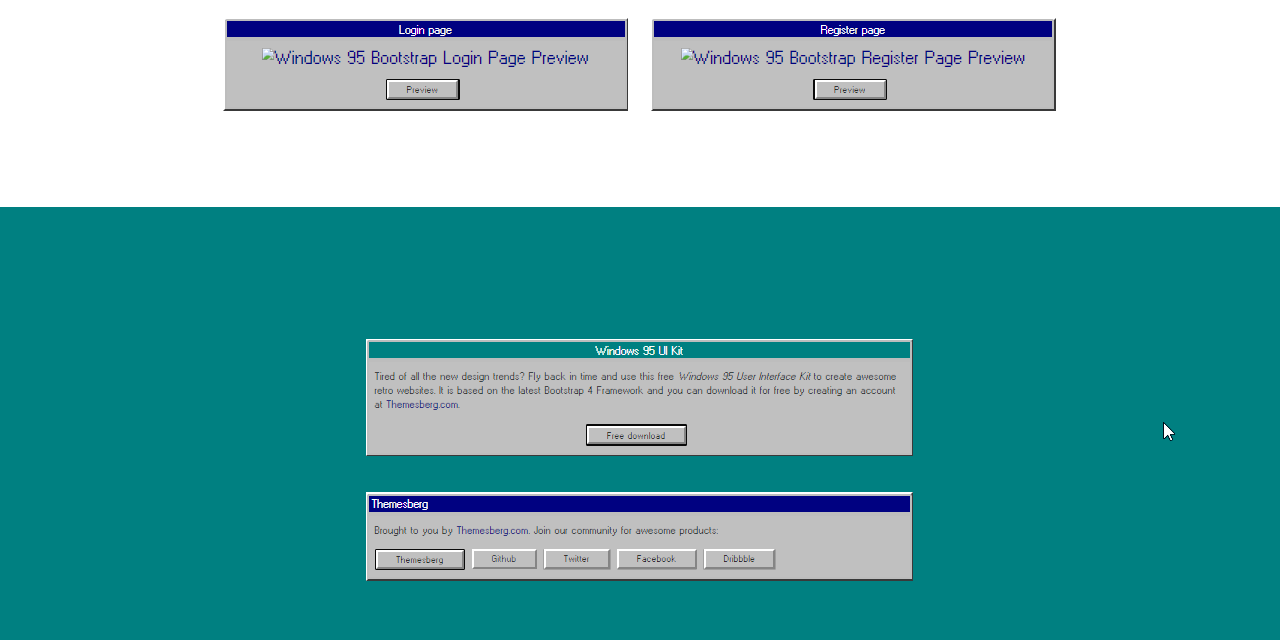 Login page
Register page
Windows 95 Bootstrap Login Page Preview
Windows 95 Bootstrap Register Page Preview
Preview
Preview
Windows 95 UI Kit
Tired of all the new design trends? Fly back in time and use this free Windows 95 User Interface Kit to create awesome
retro websites. It is based on the latest Bootstrap 4 Framework and you can download it for free by creating an account
at Themesberg.com.
Free download
Themesberg
Brought to you by Themesberg.com. Join our community for awesome products:
Themesberg Github Twitter Facebook Dribbble